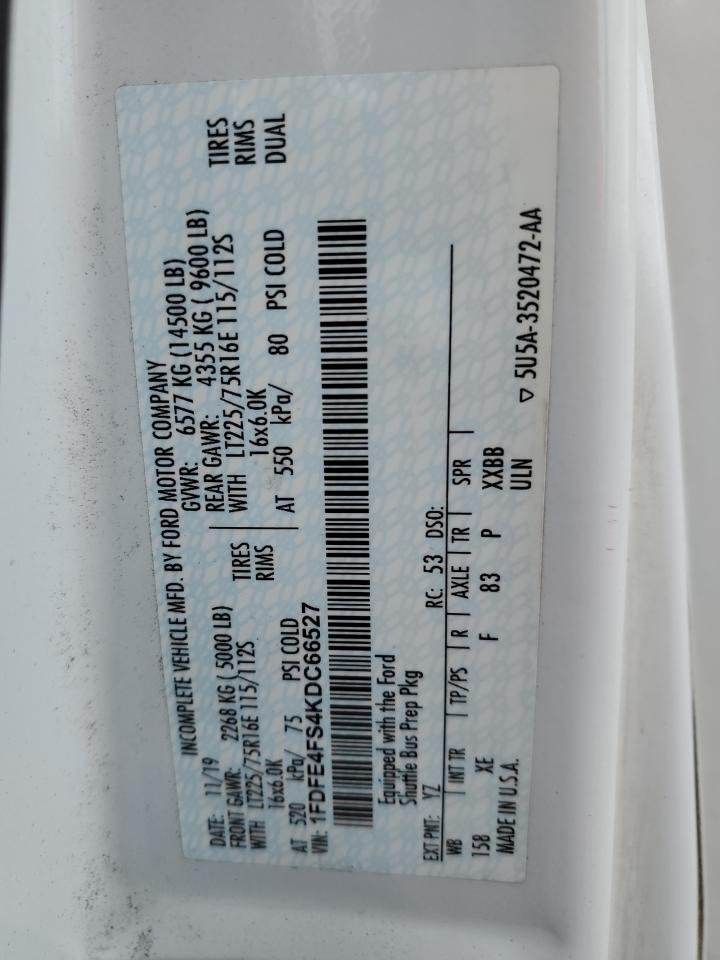 INCOMPLETE VEHICLE MFD. BY FORD MOTOR COMPANY
DATE: 11/19 GVWR: 6577 KG (14500 LB)
FRONT GAWR: 2268 KG ( 5000 LB) REAR GAWR: 4355 KG ( 9600 LB)
WITH LT225/75R16E 115/112S TIRES WITH LT225/75R16E 115/112S TIRES
16x6.0K RIMS 16x6.0K RIMS
AT 520 kPa/ 75 PSI COLD AT 550 kPa/ 80 PSI COLD DUAL
VIN: 1FDFE4FS4KDC66527
Equipped with the Ford
Shuttle Bus Prep Pkg
EXT PNT: YZ RC: 53 DSO:
WB INT TR TP/PS R AXLE TR SPR
158 XE F 83 P XXBB
MADE IN U.S.A. ULN
▽ 5U5A-3520472-AA